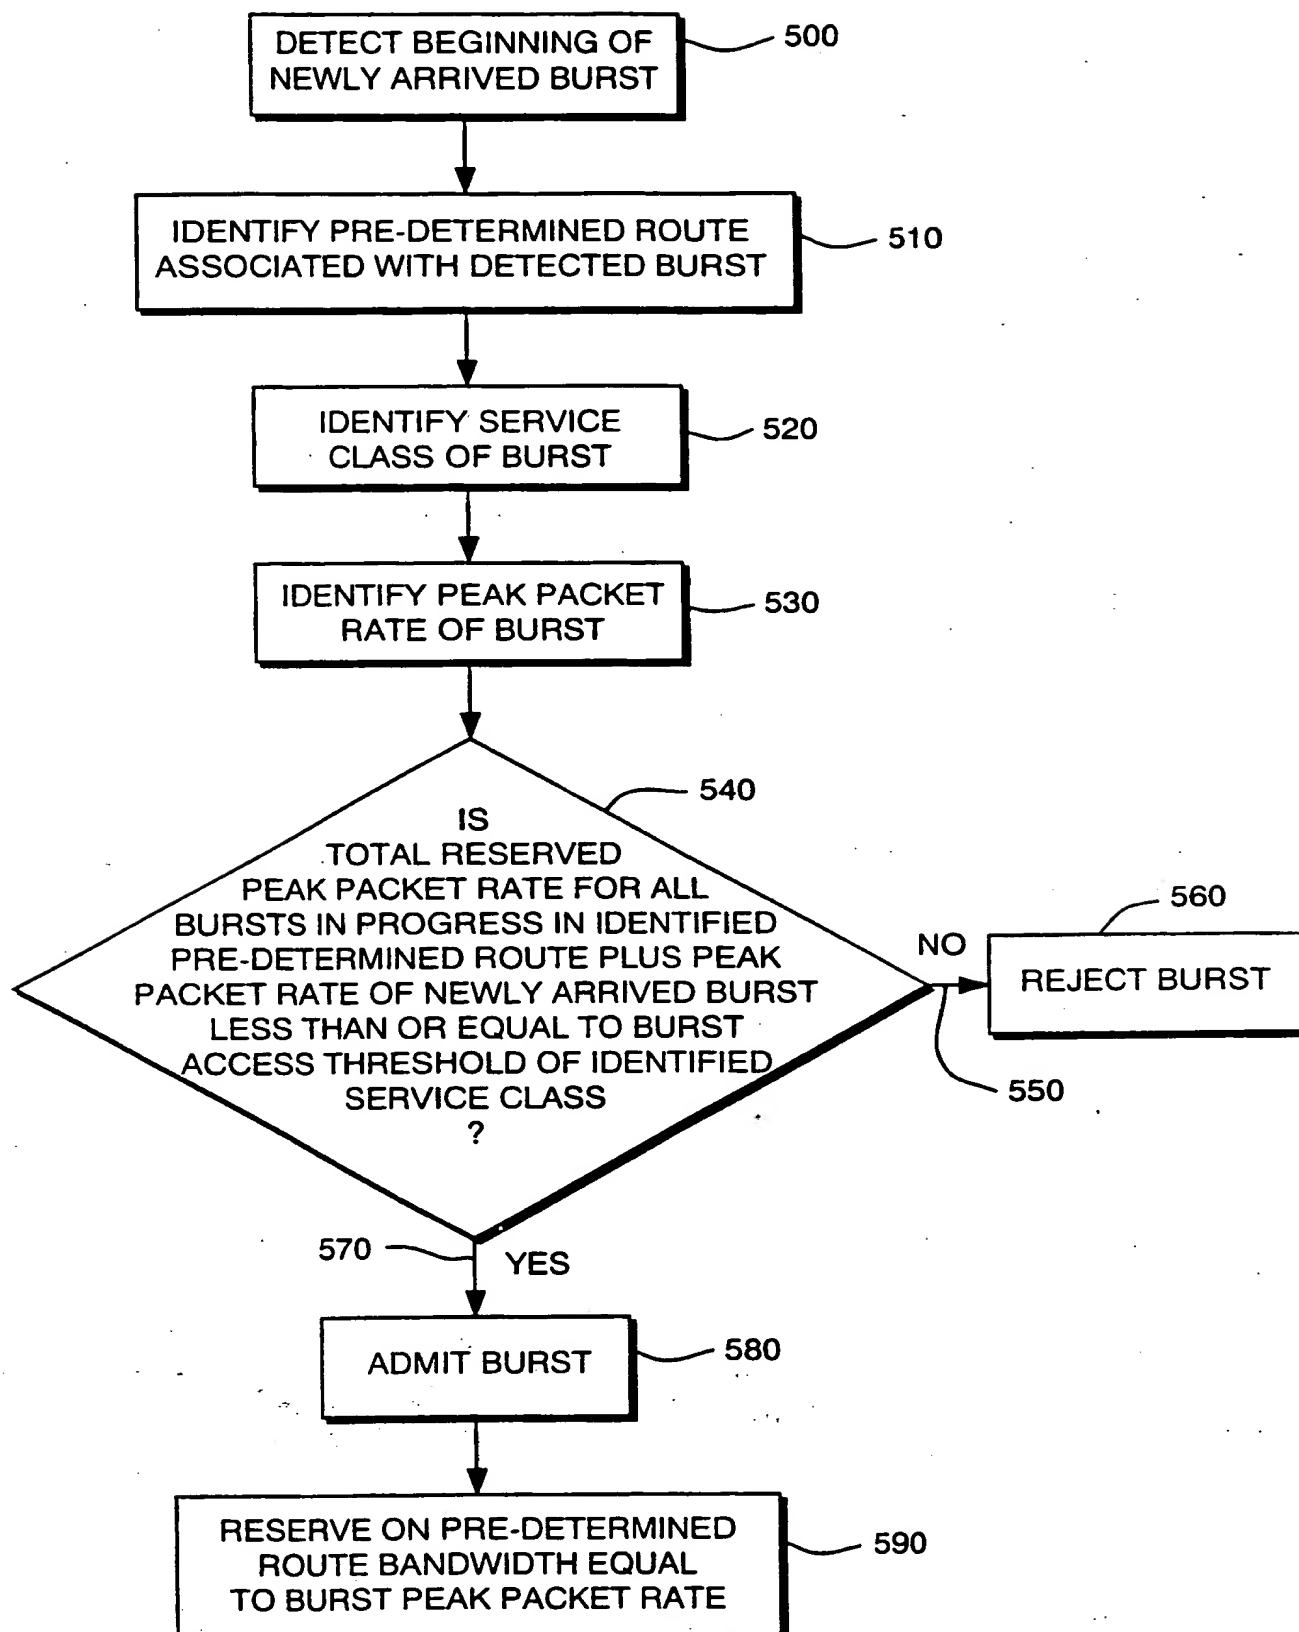 DETECT BEGINNING OF
NEWLY ARRIVED BURST
500
IDENTIFY PRE-DETERMINED ROUTE
ASSOCIATED WITH DETECTED BURST
510
IDENTIFY SERVICE
CLASS OF BURST
520
IDENTIFY PEAK PACKET
RATE OF BURST
530
540
IS
TOTAL RESERVED
PEAK PACKET RATE FOR ALL
BURSTS IN PROGRESS IN IDENTIFIED
PRE-DETERMINED ROUTE PLUS PEAK
PACKET RATE OF NEWLY ARRIVED BURST
LESS THAN OR EQUAL TO BURST
ACCESS THRESHOLD OF IDENTIFIED
SERVICE CLASS
?
NO
560
REJECT BURST
550
570
YES
ADMIT BURST
580
RESERVE ON PRE-DETERMINED
ROUTE BANDWIDTH EQUAL
TO BURST PEAK PACKET RATE
590